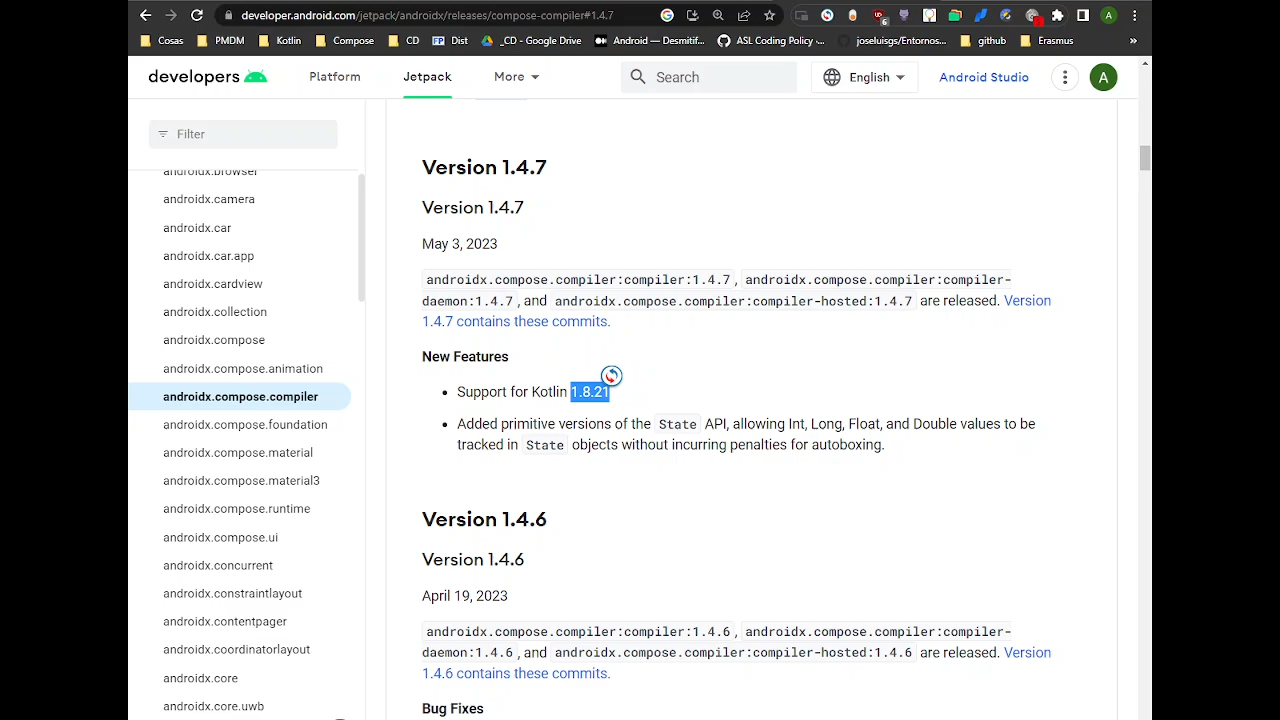 developer.android.com/jetpack/androidx/releases/compose-compiler#1.4.7
Cosas PMDM Kotlin Compose CD Dist _CD - Google Drive Android — Desmitif... ASL Coding Policy -... joseluisgs/Entornos... github Erasmus »
developers Platform Jetpack More Search English Android Studio A
Filter
androidx.browser
androidx.camera
androidx.car
androidx.car.app
androidx.cardview
androidx.collection
androidx.compose
androidx.compose.animation
androidx.compose.compiler
androidx.compose.foundation
androidx.compose.material
androidx.compose.material3
androidx.compose.runtime
androidx.compose.ui
androidx.concurrent
androidx.constraintlayout
androidx.contentpager
androidx.coordinatorlayout
androidx.core
androidx.core.uwb
Version 1.4.7
Version 1.4.7
May 3, 2023
androidx.compose.compiler:compiler:1.4.7 , androidx.compose.compiler:compiler-
daemon:1.4.7 , and androidx.compose.compiler:compiler-hosted:1.4.7 are released. Version
1.4.7 contains these commits.
New Features
• Support for Kotlin 1.8.21
• Added primitive versions of the State API, allowing Int, Long, Float, and Double values to be
tracked in State objects without incurring penalties for autoboxing.
Version 1.4.6
Version 1.4.6
April 19, 2023
androidx.compose.compiler:compiler:1.4.6 , androidx.compose.compiler:compiler-
daemon:1.4.6 , and androidx.compose.compiler:compiler-hosted:1.4.6 are released. Version
1.4.6 contains these commits.
Bug Fixes